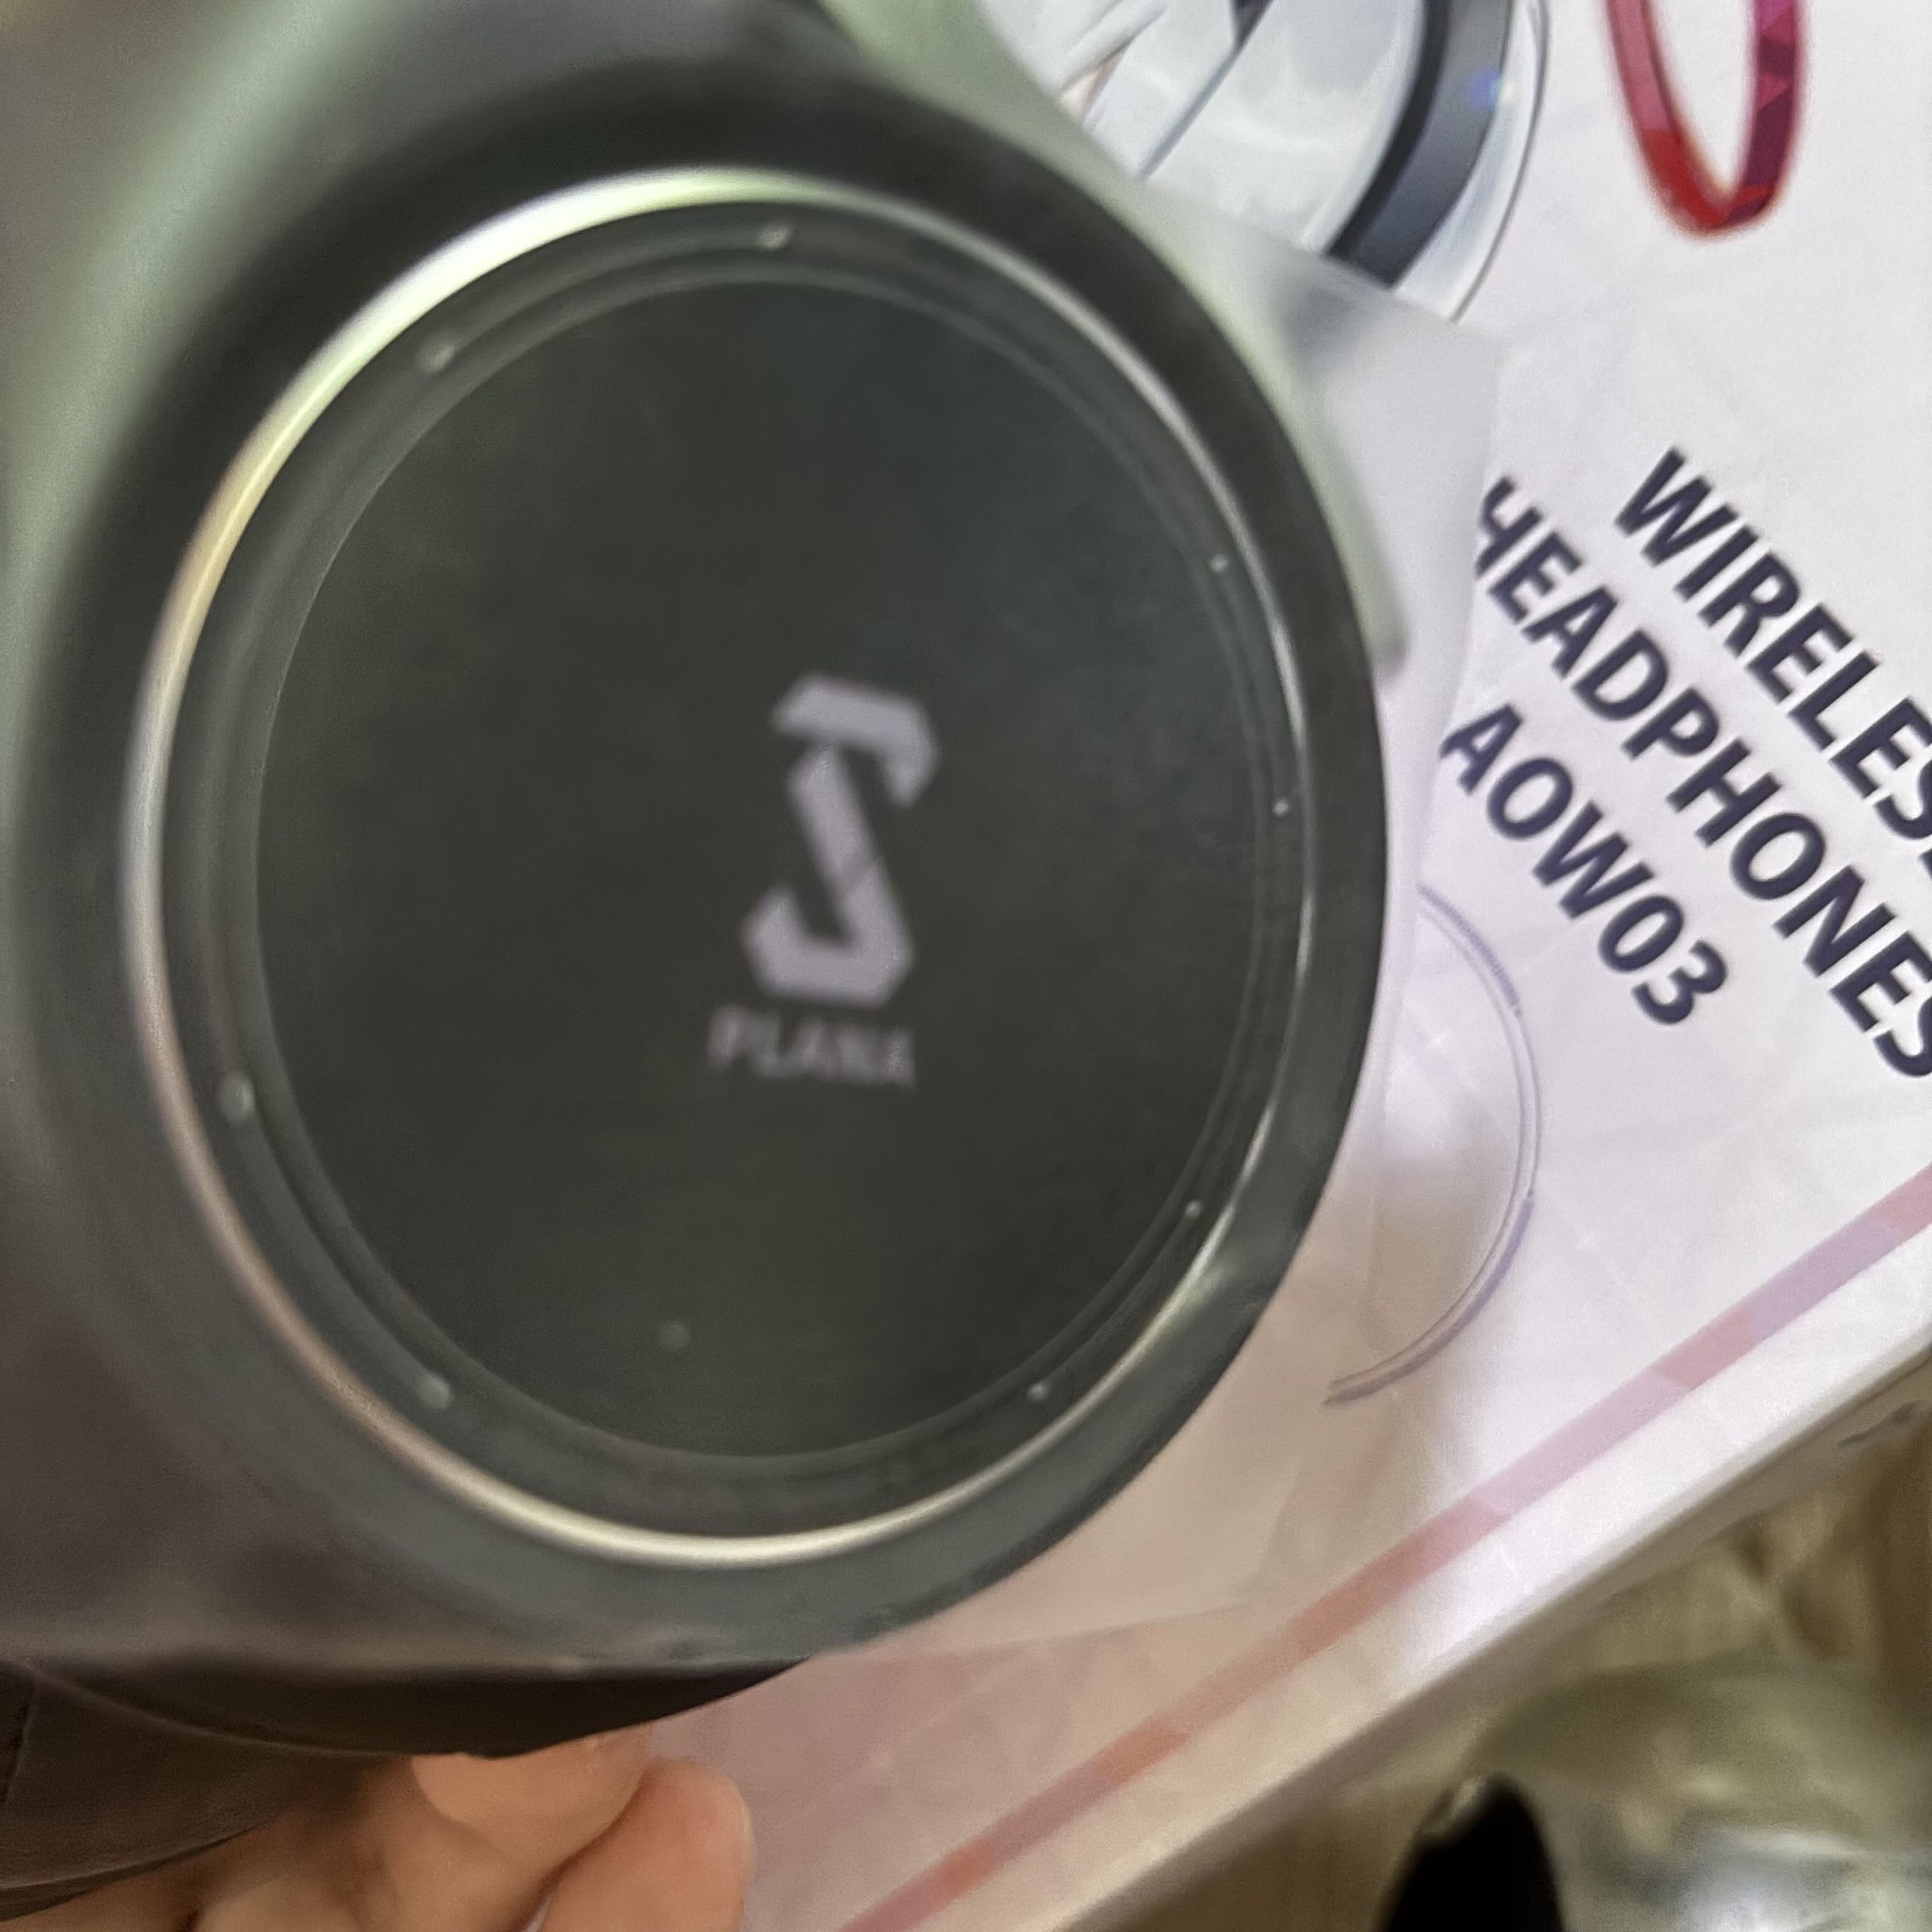 PLANA
WIRELES
HEADPHONES
AOW03